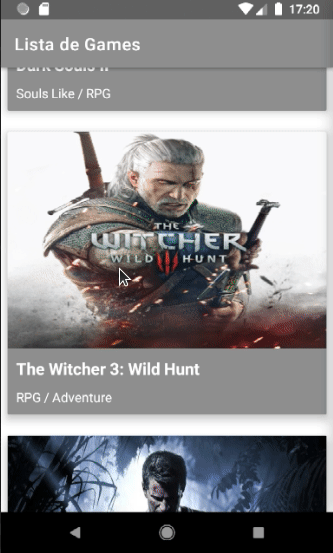 17:20
Lista de Games
Dark Souls II
Souls Like / RPG
THE
WITCHER
WILD HUNT
The Witcher 3: Wild Hunt
RPG / Adventure